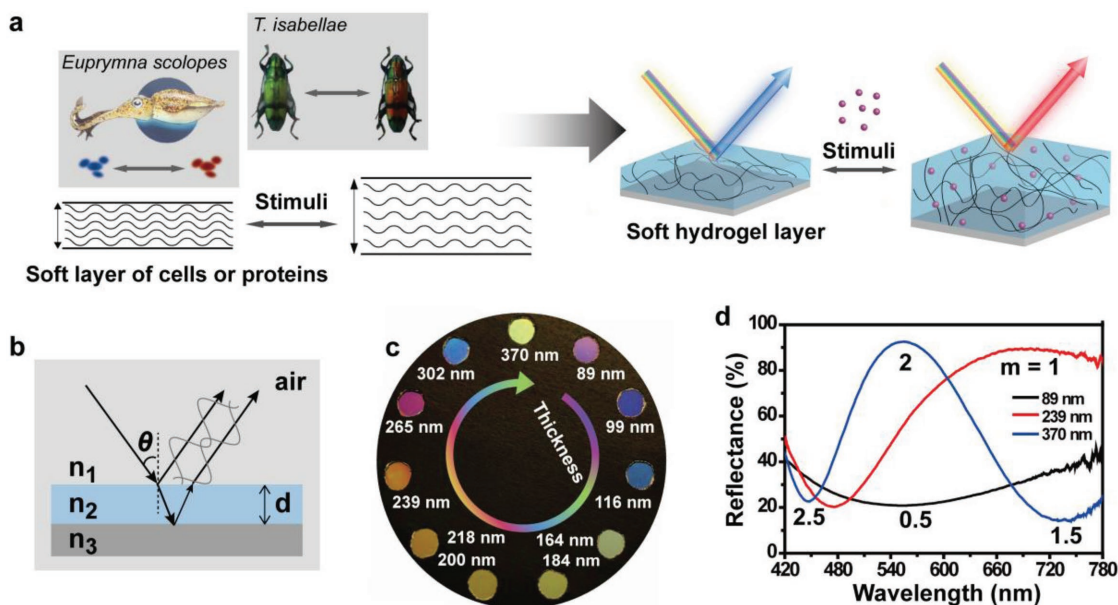 a
Euprymna scolopes
T. isabellae
Stimuli
Soft layer of cells or proteins
Stimuli
Soft hydrogel layer
b
air
θ
n1
n2
d
n3
c
370 nm
302 nm
89 nm
265 nm
99 nm
Thickness
239 nm
116 nm
218 nm
164 nm
200 nm
184 nm
d
Reflectance (%)
100
80
60
40
20
0
2
m = 1
89 nm
239 nm
370 nm
2.5
0.5
1.5
420 480 540 600 660 720 780
Wavelength (nm)